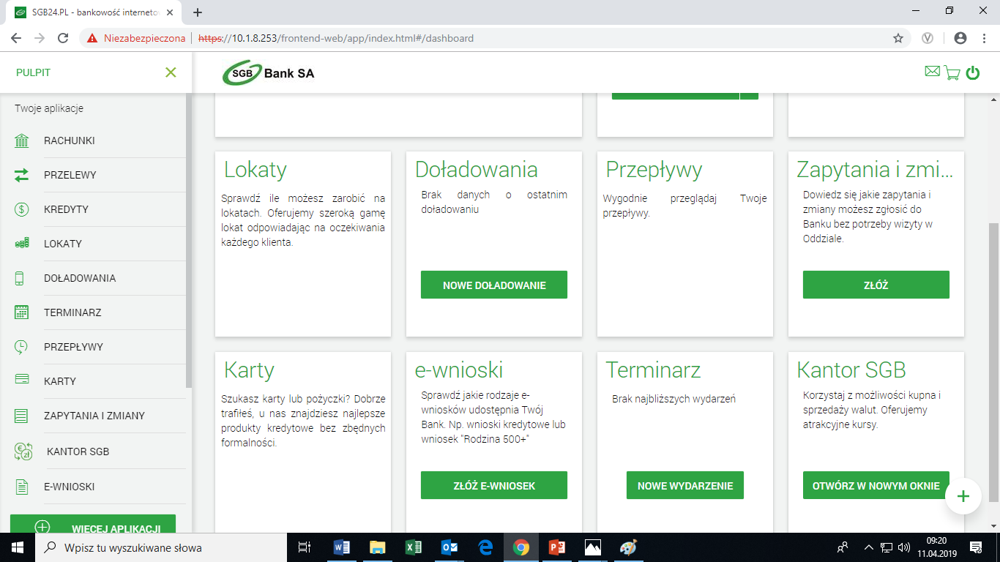 SGB24.PL - bankowość interneto
Niezabezpieczona
https://10.1.8.253/frontend-web/app/index.html#/dashboard
PULPIT
SGB Bank SA
Twoje aplikacje
RACHUNKI
PRZELEWY
KREDYTY
LOKATY
DOŁADOWANIA
TERMINARZ
PRZEPŁYWY
KARTY
ZAPYTANIA I ZMIANY
KANTOR SGB
E-WNIOSKI
WIĘCEJ APLIKACJI
Lokaty
Sprawdź ile możesz zarobić na
lokatach. Oferujemy szeroką gamę
lokat odpowiadając na oczekiwania
każdego klienta.
Doładowania
Brak danych o ostatnim
doładowaniu
NOWE DOŁADOWANIE
Przepływy
Wygodnie przeglądaj Twoje
przepływy.
Zapytania i zmi...
Dowiedz się jakie zapytania i
zmiany możesz zgłosić do
Banku bez potrzeby wizyty w
Oddziale.
ZŁÓŻ
Karty
Szukasz karty lub pożyczki? Dobrze
trafiłeś, u nas znajdziesz najlepsze
produkty kredytowe bez zbędnych
formalności.
e-wnioski
Sprawdź jakie rodzaje e-
wniosków udostępnia Twój
Bank. Np. wnioski kredytowe lub
wniosek "Rodzina 500+"
ZŁÓŻ E-WNIOSEK
Terminarz
Brak najbliższych wydarzeń
NOWE WYDARZENIE
Kantor SGB
Korzystaj z możliwości kupna i
sprzedaży walut. Oferujemy
atrakcyjne kursy.
OTWÓRZ W NOWYM OKNIE
Wpisz tu wyszukiwane słowa
09:20
11.04.2019